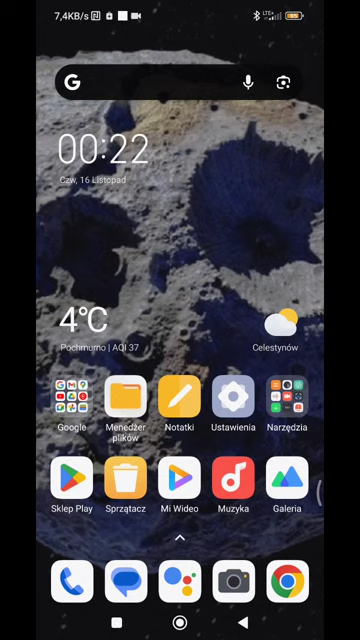 7,4KB/s LTE+
00:22
Czw, 16 Listopad
4°C
Pochmurno | AQI 37 Celestynów
Google Menedżer plików Notatki Ustawienia Narzędzia
Sklep Play Sprzątacz Mi Wideo Muzyka Galeria